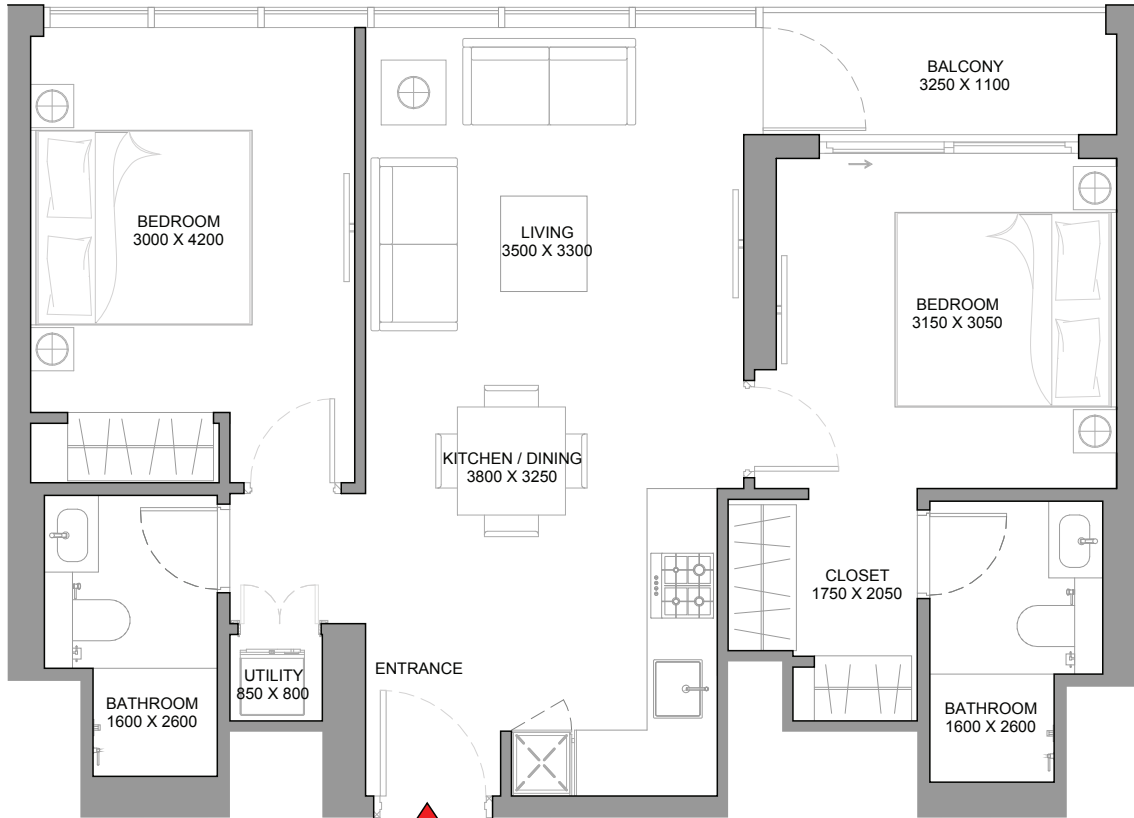 BALCONY
3250 X 1100
BEDROOM
3000 X 4200
LIVING
3500 X 3300
BEDROOM
3150 X 3050
KITCHEN / DINING
3800 X 3250
CLOSET
1750 X 2050
ENTRANCE
UTILITY
850 X 800
BATHROOM
1600 X 2600
BATHROOM
1600 X 2600